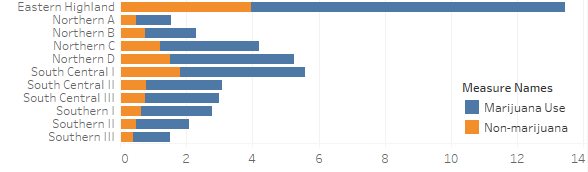 Eastern Highland
Northern A
Northern B
Northern C
Northern D
South Central I
South Central II
South Central III
Southern I
Southern II
Southern III
Measure Names
Marijuana Use
Non-marijuana
0 2 4 6 8 10 12 14